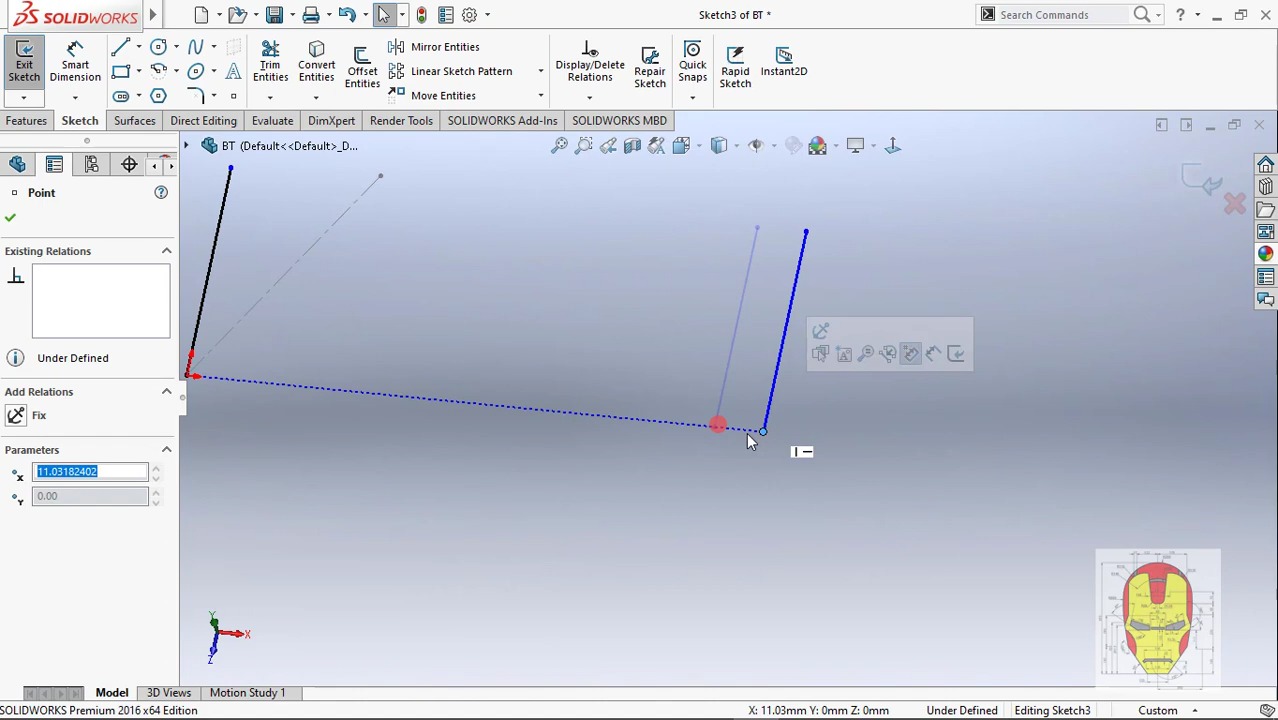 SOLIDWORKS
Sketch3 of BT *
Search Commands
Exit Sketch
Smart Dimension
Trim Entities
Convert Entities
Offset Entities
Mirror Entities
Linear Sketch Pattern
Move Entities
Display/Delete Relations
Repair Sketch
Quick Snaps
Rapid Sketch
Instant2D
Features
Sketch
Surfaces
Direct Editing
Evaluate
DimXpert
Render Tools
SOLIDWORKS Add-Ins
SOLIDWORKS MBD
BT (Default<<Default>_D...
Point
Existing Relations
Under Defined
Add Relations
Fix
Parameters
X 11.03182402
Y 0.00
Y
X
Z
Model
3D Views
Motion Study 1
SOLIDWORKS Premium 2016 x64 Edition
X: 11.03mm Y: 0mm Z: 0mm
Under Defined
Editing Sketch3
Custom